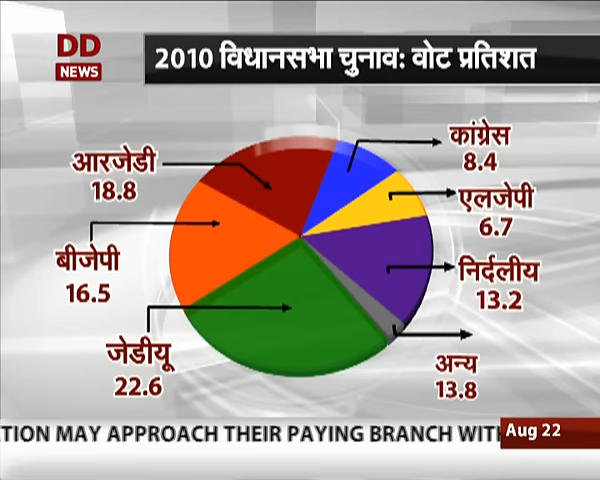 DD
NEWS
2010 विधानसभा चुनाव: वोट प्रतिशत
आरजेडी
18.8
कांग्रेस
8.4
एलजेपी
6.7
बीजेपी
16.5
निर्दलीय
13.2
जेडीयू
22.6
अन्य
13.8
TION MAY APPROACH THEIR PAYING BRANCH WITH
Aug 22